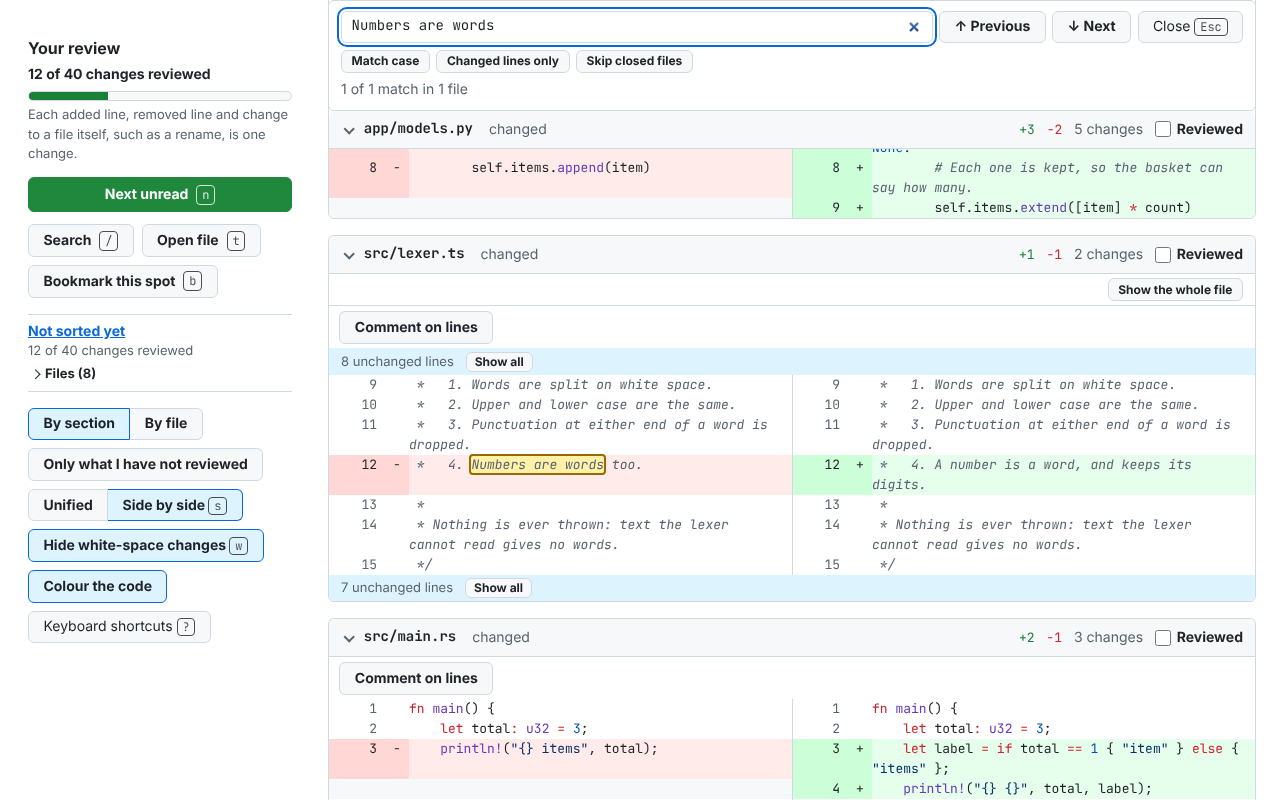 Your review
12 of 40 changes reviewed
Each added line, removed line and change
to a file itself, such as a rename, is one
change.
Next unread n
Search / Open file t
Bookmark this spot b
Not sorted yet
12 of 40 changes reviewed
Files (8)
By section By file
Only what I have not reviewed
Unified Side by side s
Hide white-space changes w
Colour the code
Keyboard shortcuts ?
Numbers are words × ↑ Previous ↓ Next Close Esc
Match case Changed lines only Skip closed files
1 of 1 match in 1 file
app/models.py changed +3 -2 5 changes Reviewed
None:
8 - self.items.append(item) 8 + # Each one is kept, so the basket can
say how many.
9 + self.items.extend([item] * count)
src/lexer.ts changed +1 -1 2 changes Reviewed
Show the whole file
Comment on lines
8 unchanged lines Show all
9 * 1. Words are split on white space. 9 * 1. Words are split on white space.
10 * 2. Upper and lower case are the same. 10 * 2. Upper and lower case are the same.
11 * 3. Punctuation at either end of a word is 11 * 3. Punctuation at either end of a word is
dropped. dropped.
12 - * 4. Numbers are words too. 12 + * 4. A number is a word, and keeps its
digits.
13 * 13 *
14 * Nothing is ever thrown: text the lexer 14 * Nothing is ever thrown: text the lexer
cannot read gives no words. cannot read gives no words.
15 */ 15 */
7 unchanged lines Show all
src/main.rs changed +2 -1 3 changes Reviewed
Comment on lines
1 fn main() { 1 fn main() {
2 let total: u32 = 3; 2 let total: u32 = 3;
3 - println!("{} items", total); 3 + let label = if total == 1 { "item" } else {
"items" };
4 + println!("{} {}", total, label);